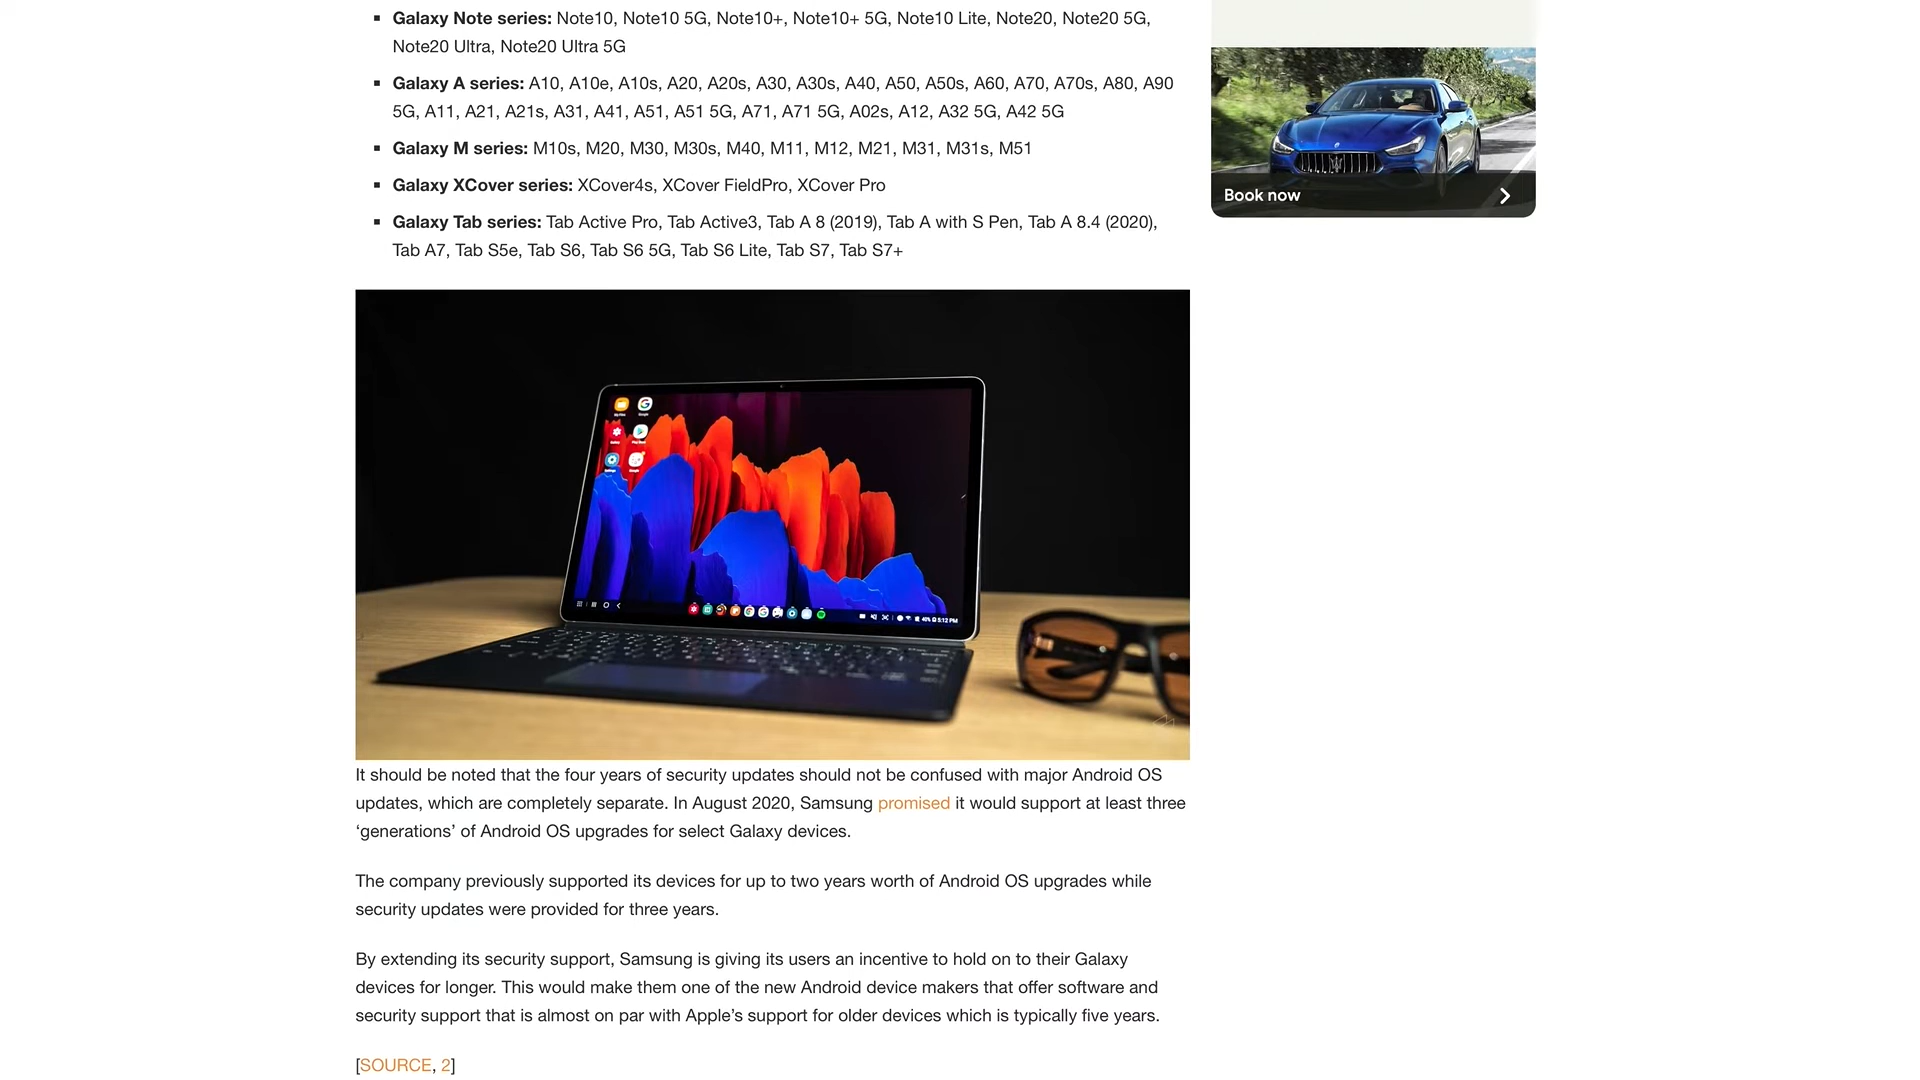 ▪ Galaxy Note series: Note10, Note10 5G, Note10+, Note10+ 5G, Note10 Lite, Note20, Note20 5G,
Note20 Ultra, Note20 Ultra 5G
▪ Galaxy A series: A10, A10e, A10s, A20, A20s, A30, A30s, A40, A50, A50s, A60, A70, A70s, A80, A90
5G, A11, A21, A21s, A31, A41, A51, A51 5G, A71, A71 5G, A02s, A12, A32 5G, A42 5G
▪ Galaxy M series: M10s, M20, M30, M30s, M40, M11, M12, M21, M31, M31s, M51
▪ Galaxy XCover series: XCover4s, XCover FieldPro, XCover Pro
▪ Galaxy Tab series: Tab Active Pro, Tab Active3, Tab A 8 (2019), Tab A with S Pen, Tab A 8.4 (2020),
Tab A7, Tab S5e, Tab S6, Tab S6 5G, Tab S6 Lite, Tab S7, Tab S7+
Book now
40% 5:12 PM
It should be noted that the four years of security updates should not be confused with major Android OS
updates, which are completely separate. In August 2020, Samsung promised it would support at least three
‘generations’ of Android OS upgrades for select Galaxy devices.
The company previously supported its devices for up to two years worth of Android OS upgrades while
security updates were provided for three years.
By extending its security support, Samsung is giving its users an incentive to hold on to their Galaxy
devices for longer. This would make them one of the new Android device makers that offer software and
security support that is almost on par with Apple’s support for older devices which is typically five years.
[SOURCE, 2]